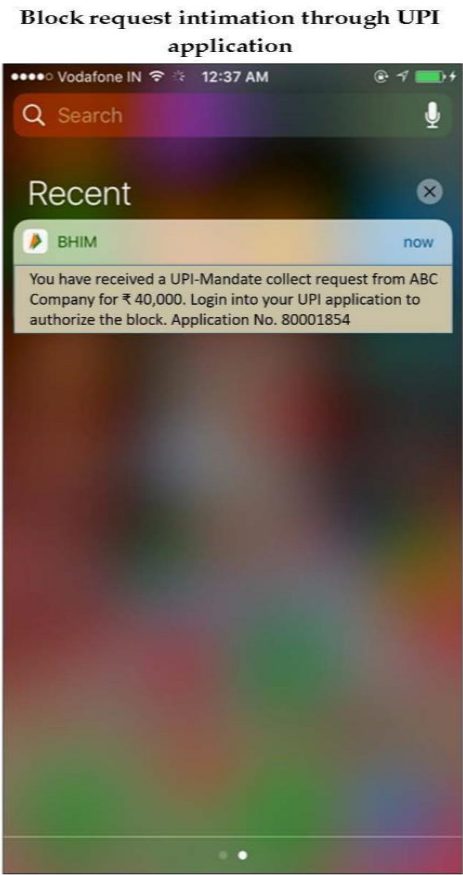 Block request intimation through UPI
application
Vodafone IN 12:37 AM
Search
Recent
BHIM now
You have received a UPI-Mandate collect request from ABC
Company for ₹ 40,000. Login into your UPI application to
authorize the block. Application No. 80001854